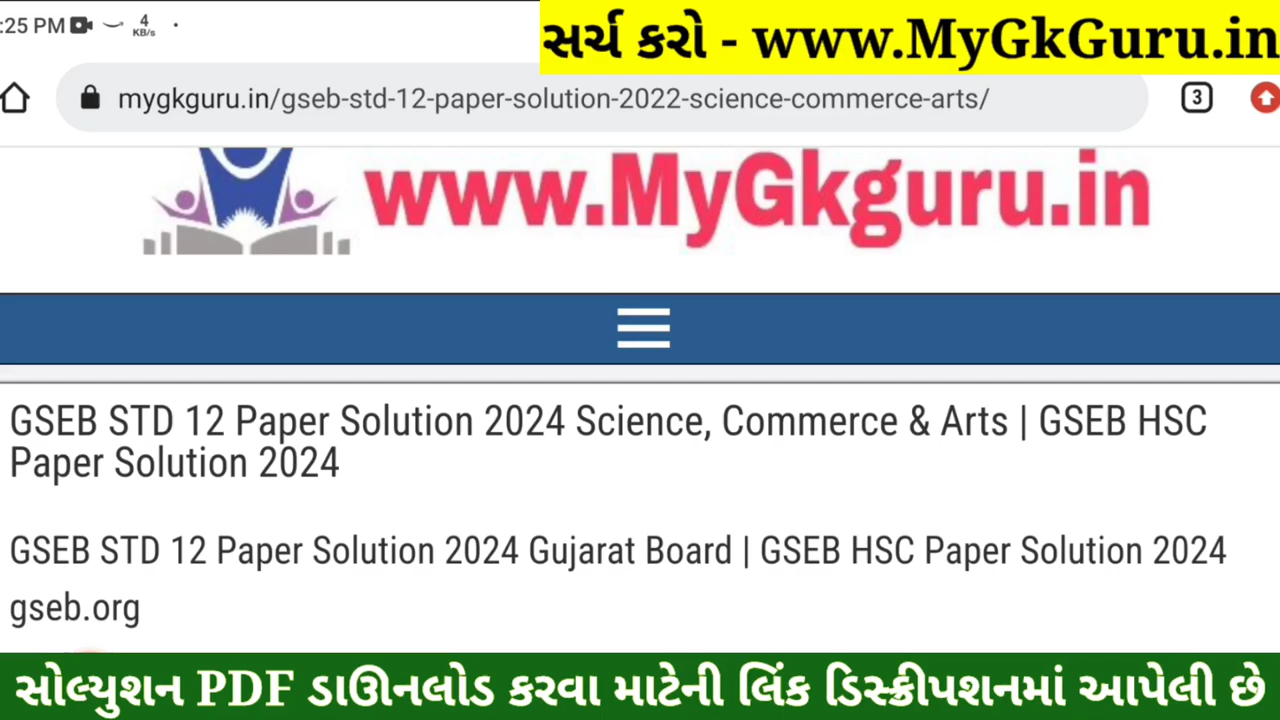 :25 PM 4 KB/s
સર્ચ કરો - www.MyGkGuru.in
mygkguru.in/gseb-std-12-paper-solution-2022-science-commerce-arts/
3
www.MyGkguru.in
GSEB STD 12 Paper Solution 2024 Science, Commerce & Arts | GSEB HSC
Paper Solution 2024
GSEB STD 12 Paper Solution 2024 Gujarat Board | GSEB HSC Paper Solution 2024
gseb.org
સોલ્યુશન PDF ડાઊનલોડ કરવા માટેની લિંક ડિસ્ક્રીપશનમાં આપેલી છે